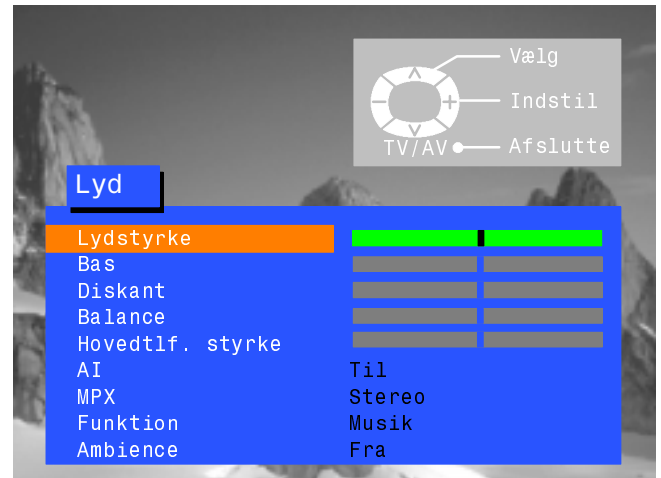 Vælg
Indstil
TV/AV Afslutte
Lyd
Lydstyrke
Bas
Diskant
Balance
Hovedtlf. styrke
AI Til
MPX Stereo
Funktion Musik
Ambience Fra